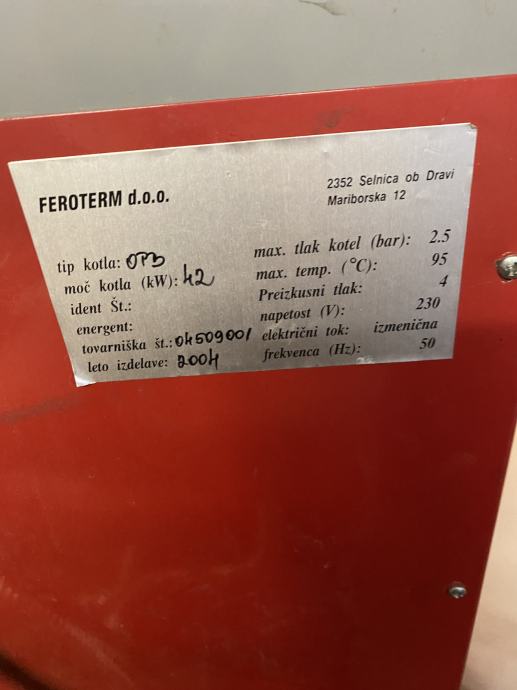 FEROTERM d.o.o.
2352 Selnica ob Dravi
Mariborska 12
tip kotla:
moč kotla (kW): 42
ident Št.:
energent:
tovarniška št.: 04509001
leto izdelave: 2004
max. tlak kotel (bar): 2.5
max. temp. (°C): 95
Preizkusni tlak: 4
napetost (V): 230
električni tok: izmenična
frekvenca (Hz): 50